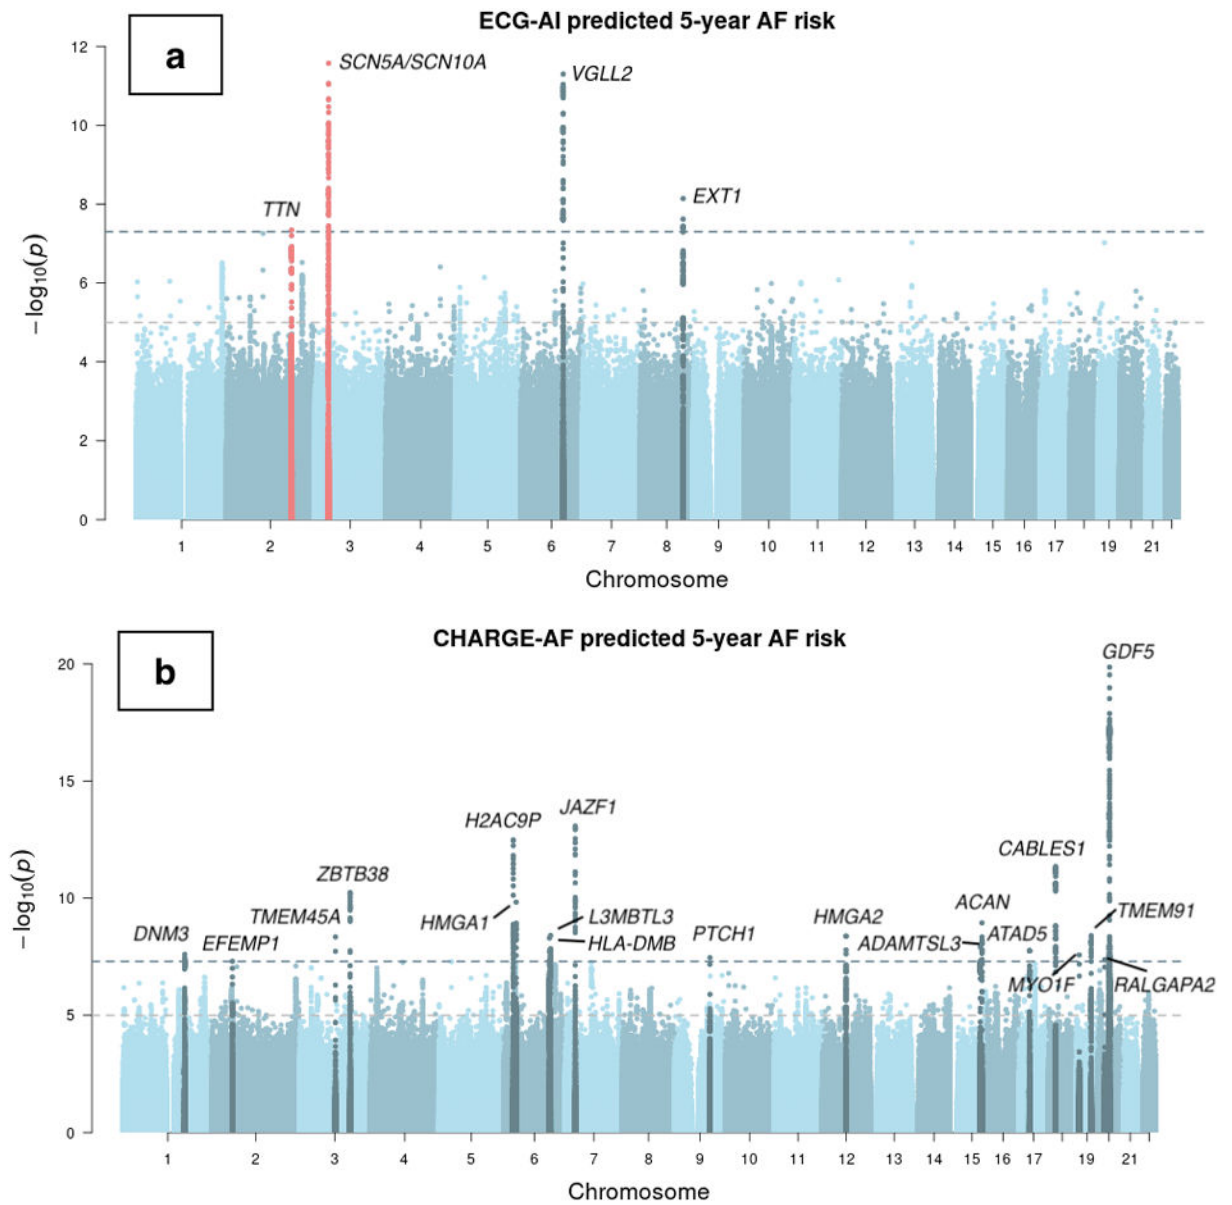 ECG-AI predicted 5-year AF risk
a
12
10
8
6
4
2
0
−log10(p)
SCN5A/SCN10A
VGLL2
EXT1
TTN
1 2 3 4 5 6 7 8 9 10 11 12 13 14 15 16 17 19 21
Chromosome
CHARGE-AF predicted 5-year AF risk
b
20
15
10
5
0
−log10(p)
GDF5
JAZF1
H2AC9P
CABLES1
ZBTB38
TMEM45A
HMGA1
L3MBTL3
HMGA2
ACAN
TMEM91
DNM3
EFEMP1
HLA-DMB
PTCH1
ADAMTSL3
ATAD5
MYO1F
RALGAPA2
1 2 3 4 5 6 7 8 9 10 11 12 13 14 15 16 17 19 21
Chromosome